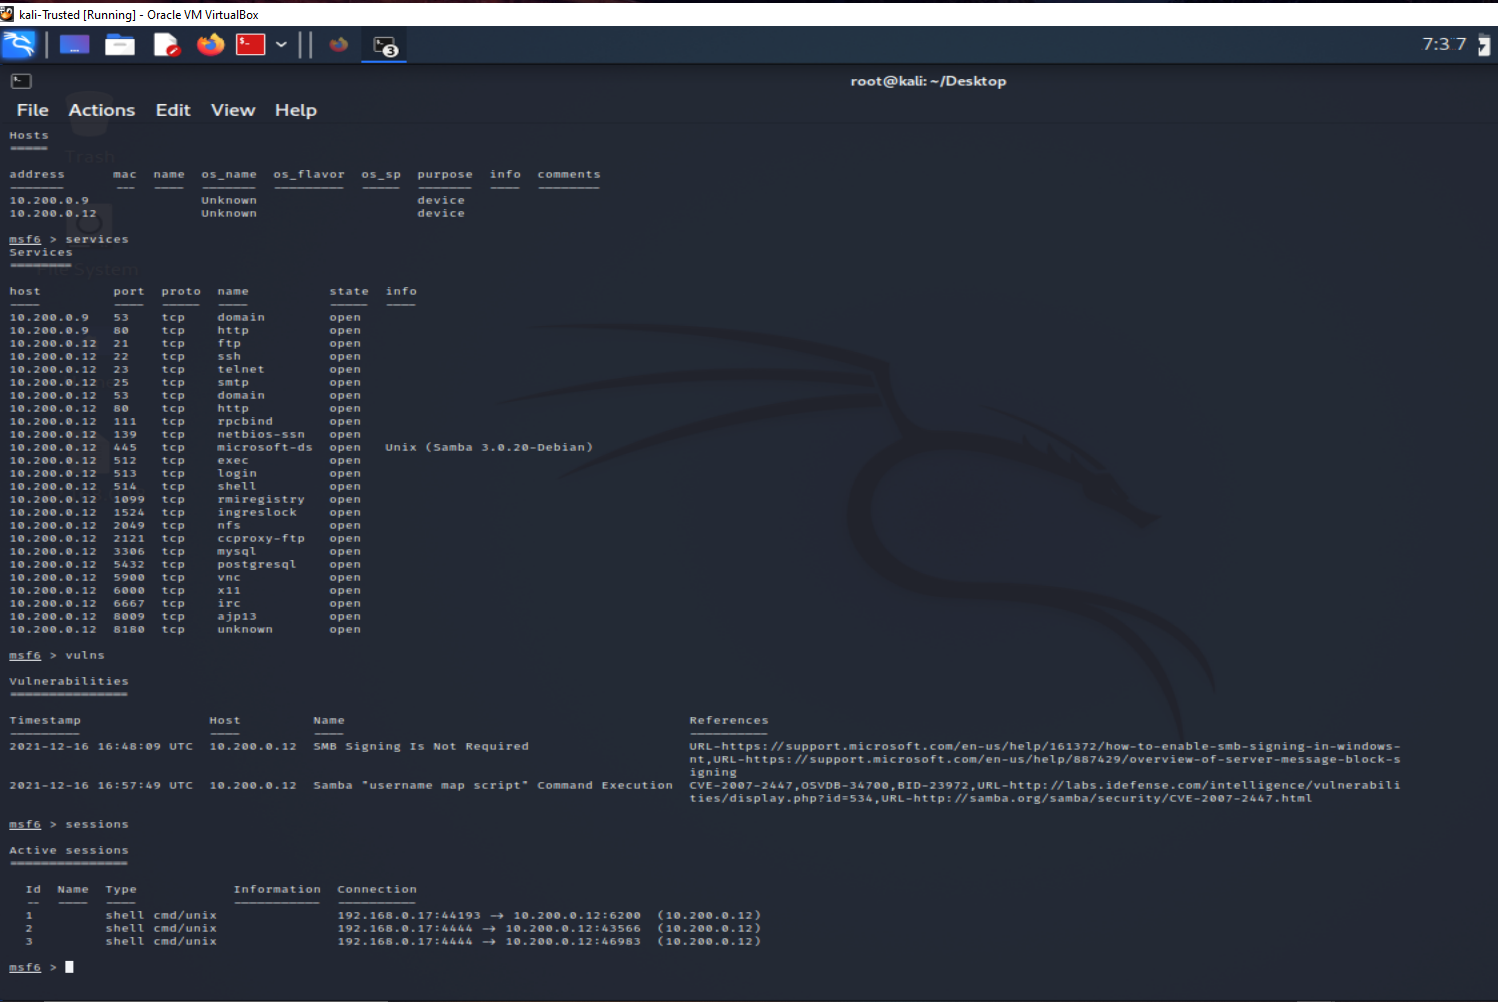 kali-Trusted [Running] - Oracle VM VirtualBox
3
7:37
root@kali: ~/Desktop
File Actions Edit View Help
Trash
Hosts
=====
address mac name os_name os_flavor os_sp purpose info comments
------- --- ---- ------- --------- ----- ------- ---- --------
10.200.0.9 Unknown device
10.200.0.12 Unknown device
msf6 > services
Services
========
File System
host port proto name state info
---- ---- ----- ---- ----- ----
10.200.0.9 53 tcp domain open
10.200.0.9 80 tcp http open
10.200.0.12 21 tcp ftp open
10.200.0.12 22 tcp ssh open
10.200.0.12 23 tcp telnet open
10.200.0.12 25 tcp smtp open
10.200.0.12 53 tcp domain open
10.200.0.12 80 tcp http open
10.200.0.12 111 tcp rpcbind open
10.200.0.12 139 tcp netbios-ssn open
10.200.0.12 445 tcp microsoft-ds open Unix (Samba 3.0.20-Debian)
10.200.0.12 512 tcp exec open
10.200.0.12 513 tcp login open
10.200.0.12 514 tcp shell open
10.200.0.12 1099 tcp rmiregistry open
10.200.0.12 1524 tcp ingreslock open
10.200.0.12 2049 tcp nfs open
10.200.0.12 2121 tcp ccproxy-ftp open
10.200.0.12 3306 tcp mysql open
10.200.0.12 5432 tcp postgresql open
10.200.0.12 5900 tcp vnc open
10.200.0.12 6000 tcp x11 open
10.200.0.12 6667 tcp irc open
10.200.0.12 8009 tcp ajp13 open
10.200.0.12 8180 tcp unknown open
msf6 > vulns
Vulnerabilities
===============
Timestamp Host Name References
--------- ---- ---- ----------
2021-12-16 16:48:09 UTC 10.200.0.12 SMB Signing Is Not Required URL-https://support.microsoft.com/en-us/help/161372/how-to-enable-smb-signing-in-windows-
nt,URL-https://support.microsoft.com/en-us/help/887429/overview-of-server-message-block-s
igning
2021-12-16 16:57:49 UTC 10.200.0.12 Samba "username map script" Command Execution CVE-2007-2447,OSVDB-34700,BID-23972,URL-http://labs.idefense.com/intelligence/vulnerabili
ties/display.php?id=534,URL-http://samba.org/samba/security/CVE-2007-2447.html
msf6 > sessions
Active sessions
===============
Id Name Type Information Connection
-- ---- ---- ----------- ----------
1 shell cmd/unix 192.168.0.17:44193 → 10.200.0.12:6200 (10.200.0.12)
2 shell cmd/unix 192.168.0.17:4444 → 10.200.0.12:43566 (10.200.0.12)
3 shell cmd/unix 192.168.0.17:4444 → 10.200.0.12:46983 (10.200.0.12)
msf6 >